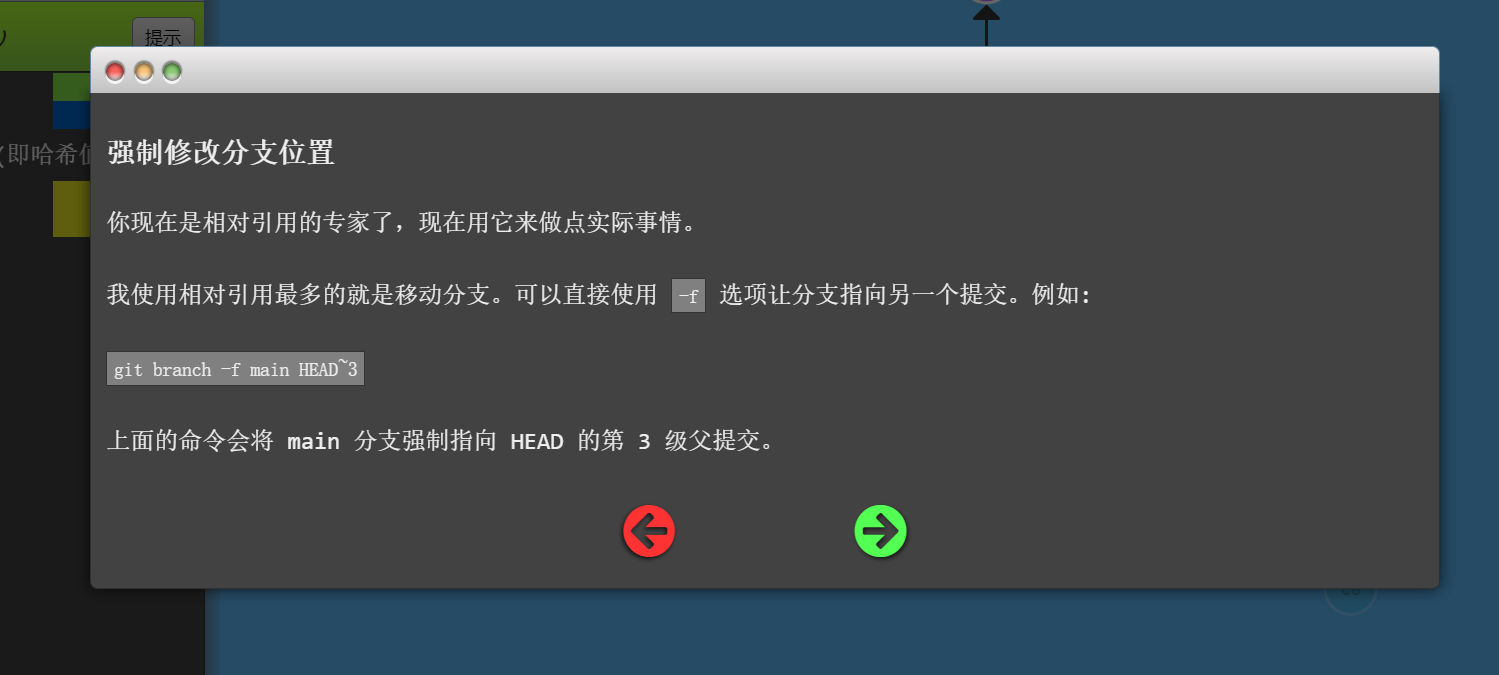 提示
(即哈希值
强制修改分支位置
你现在是相对引用的专家了，现在用它来做点实际事情。
我使用相对引用最多的就是移动分支。可以直接使用 -f 选项让分支指向另一个提交。例如:
git branch -f main HEAD~3
上面的命令会将 main 分支强制指向 HEAD 的第 3 级父提交。